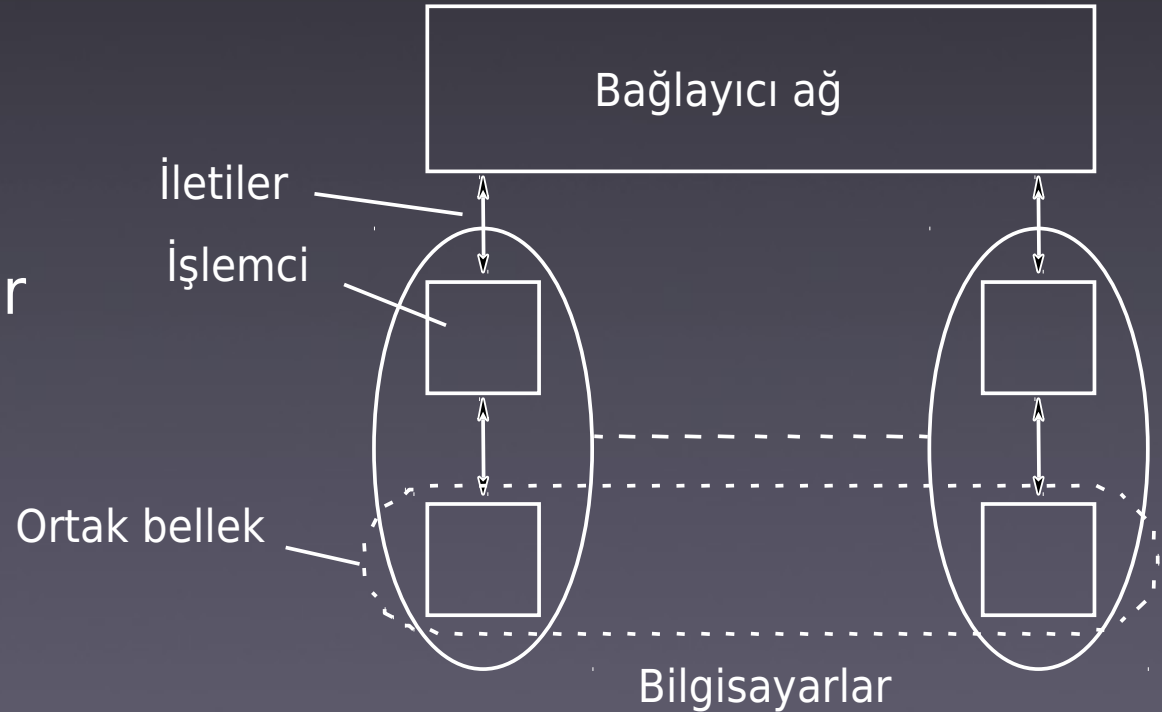 Bağlayıcı ağ
İletiler
İşlemci
r
Ortak bellek
Bilgisayarlar